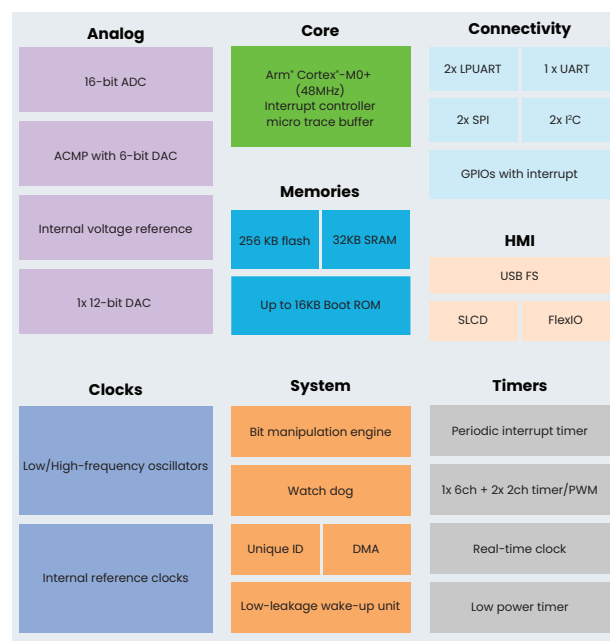 Analog
16-bit ADC
ACMP with 6-bit DAC
Internal voltage reference
1x 12-bit DAC
Core
Arm® Cortex®-M0+
(48MHz)
Interrupt controller
micro trace buffer
Memories
256 KB flash
32KB SRAM
Up to 16KB Boot ROM
Connectivity
2x LPUART
1 x UART
2x SPI
2x I²C
GPIOs with interrupt
HMI
USB FS
SLCD
FlexIO
Clocks
Low/High-frequency oscillators
Internal reference clocks
System
Bit manipulation engine
Watch dog
Unique ID
DMA
Low-leakage wake-up unit
Timers
Periodic interrupt timer
1x 6ch + 2x 2ch timer/PWM
Real-time clock
Low power timer